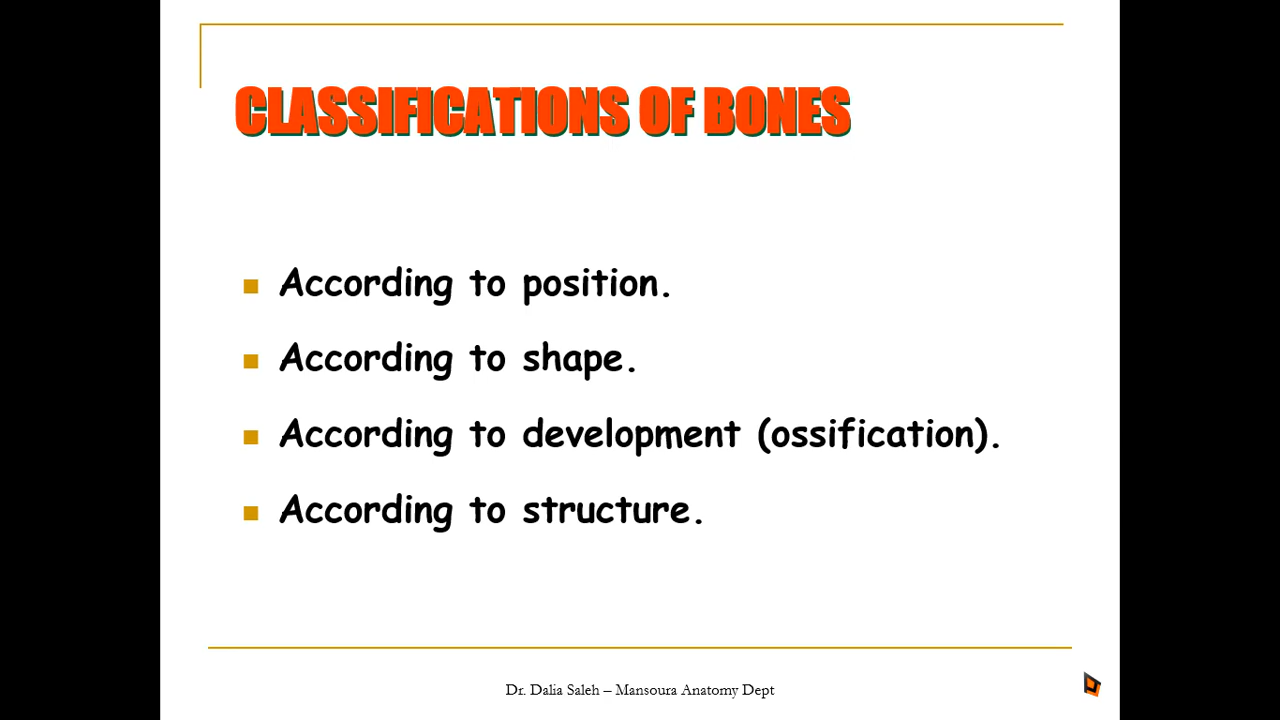 CLASSIFICATIONS OF BONES
According to position.
According to shape.
According to development (ossification).
According to structure.
Dr. Dalia Saleh – Mansoura Anatomy Dept